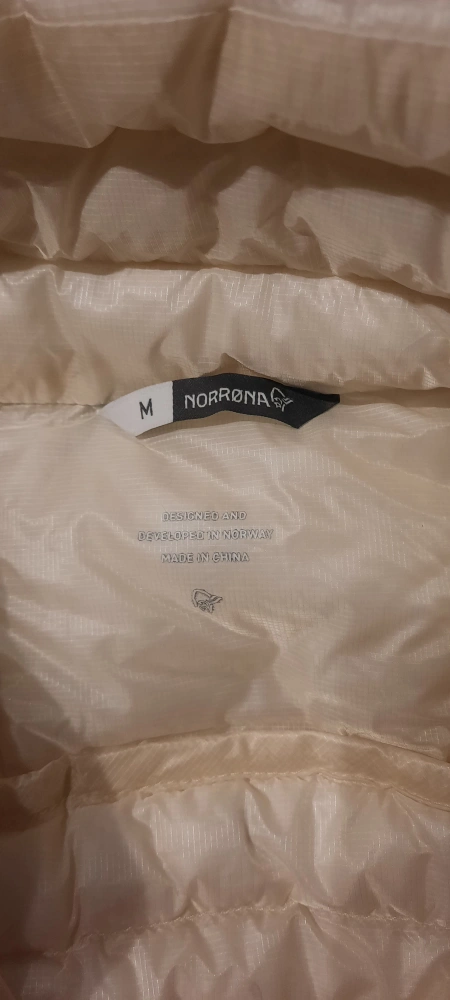 M NORRØNA
DESIGNED AND
DEVELOPED IN NORWAY
MADE IN CHINA